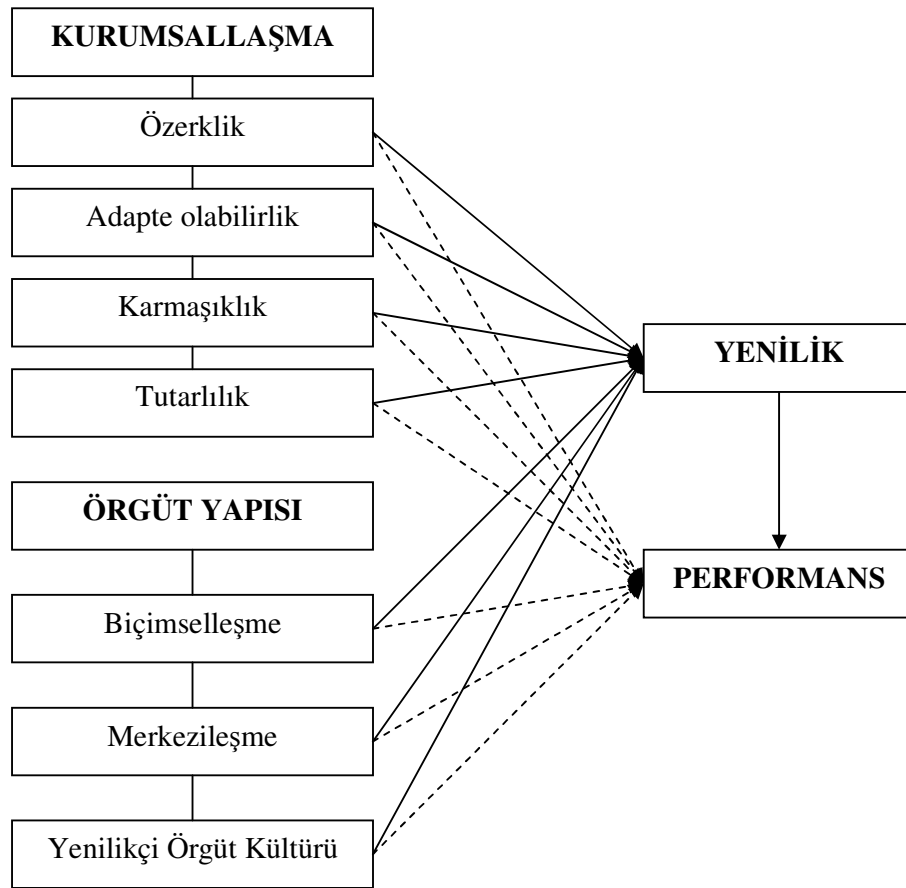 KURUMSALLAŞMA
Özerklik
Adapte olabilirlik
Karmaşıklık
Tutarlılık
ÖRGÜT YAPISI
Biçimselleşme
Merkezileşme
Yenilikçi Örgüt Kültürü
YENİLİK
PERFORMANS